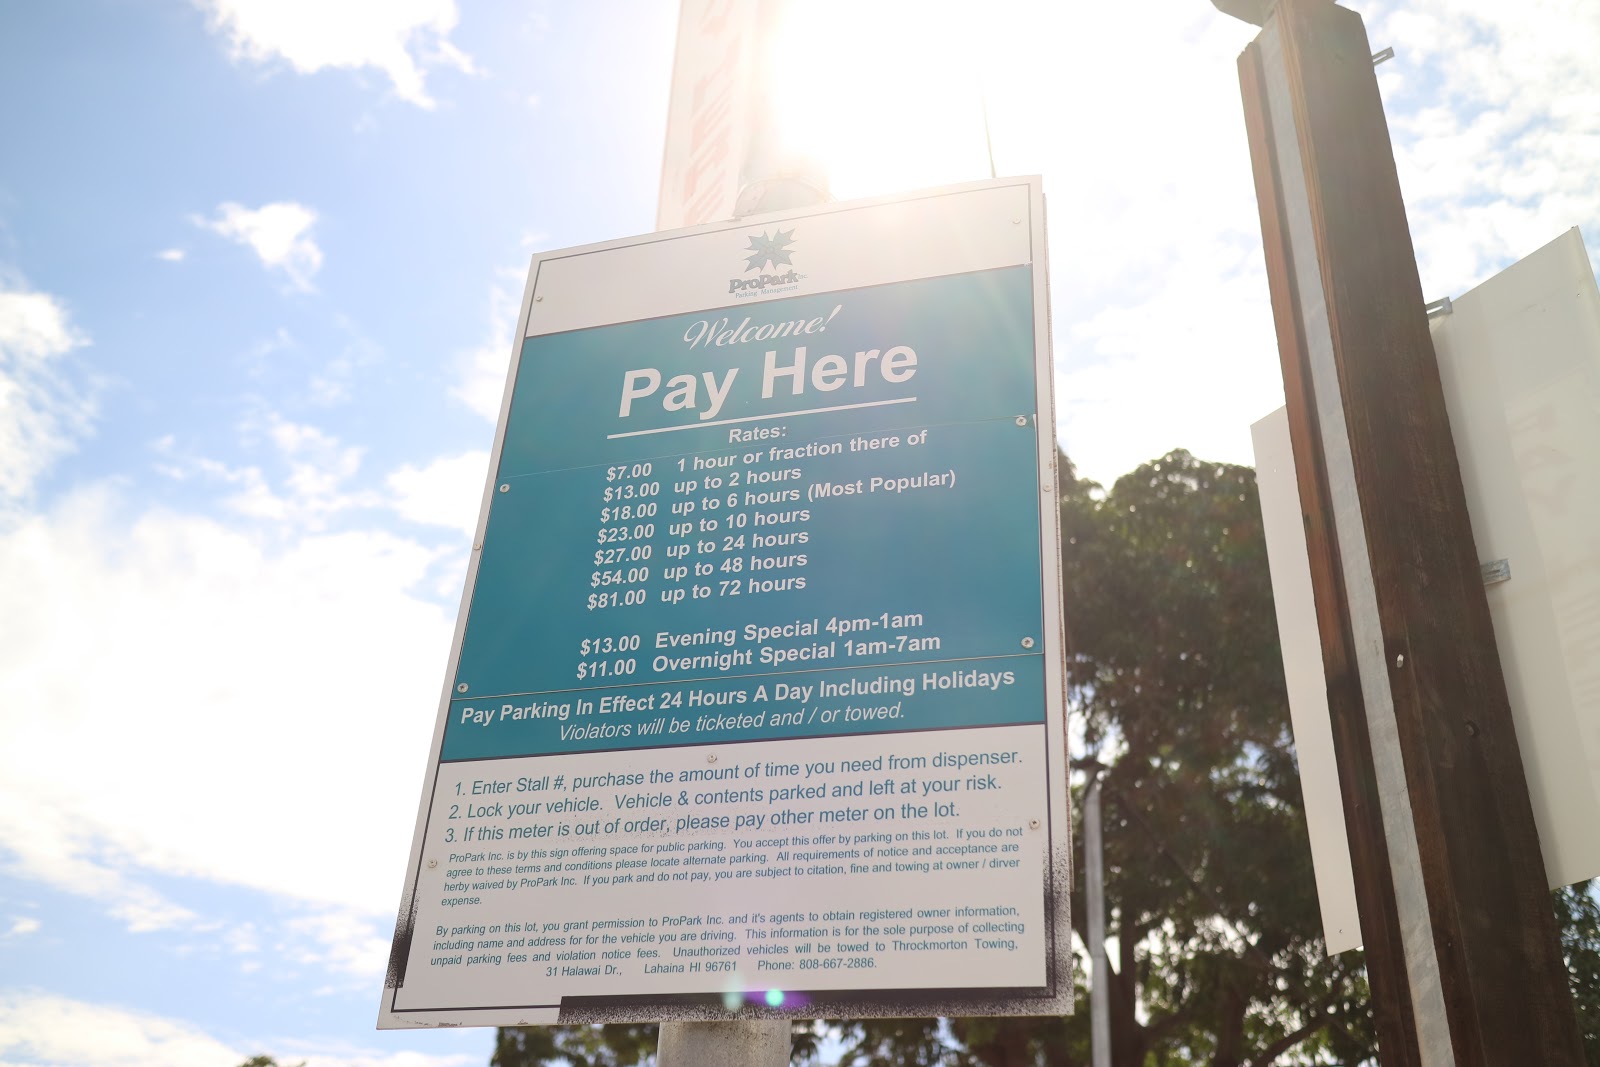 ProPark Inc.
Parking Management
Welcome!
Pay Here
Rates:
$7.00 1 hour or fraction there of
$13.00 up to 2 hours
$18.00 up to 6 hours (Most Popular)
$23.00 up to 10 hours
$27.00 up to 24 hours
$54.00 up to 48 hours
$81.00 up to 72 hours
$13.00 Evening Special 4pm-1am
$11.00 Overnight Special 1am-7am
Pay Parking In Effect 24 Hours A Day Including Holidays
Violators will be ticketed and / or towed.
1. Enter Stall #, purchase the amount of time you need from dispenser.
2. Lock your vehicle. Vehicle & contents parked and left at your risk.
3. If this meter is out of order, please pay other meter on the lot.
ProPark Inc. is by this sign offering space for public parking. You accept this offer by parking on this lot. If you do not
agree to these terms and conditions please locate alternate parking. All requirements of notice and acceptance are
herby waived by ProPark Inc. If you park and do not pay, you are subject to citation, fine and towing at owner / dirver
expense.
By parking on this lot, you grant permission to ProPark Inc. and it's agents to obtain registered owner information,
including name and address for for the vehicle you are driving. This information is for the sole purpose of collecting
unpaid parking fees and violation notice fees. Unauthorized vehicles will be towed to Throckmorton Towing,
31 Halawai Dr., Lahaina HI 96761 Phone: 808-667-2886.